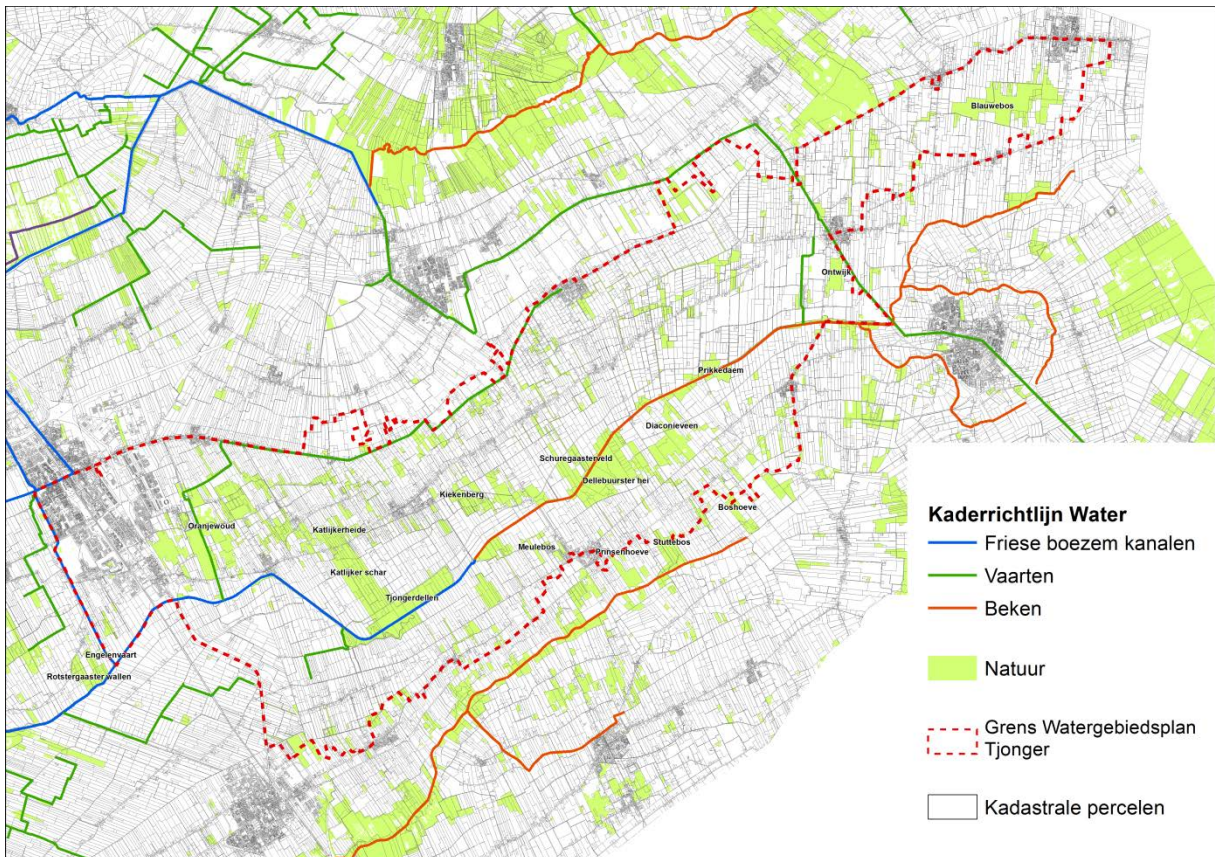 Blauwebos
Ontwijk
Prikkedaem
Diaconieveen
Schuregaasterveld
Dellebuurster hei
Kiekenberg
Boshoeve
Oranjewoud
Katlijkerheide
Stuttebos
Meulebos
Prinsenhoeve
Katlijker schar
Tjongerdellen
Engelenvaart
Rotstergaaster wallen
Kaderrichtlijn Water
Friese boezem kanalen
Vaarten
Beken
Natuur
Grens Watergebiedsplan
Tjonger
Kadastrale percelen